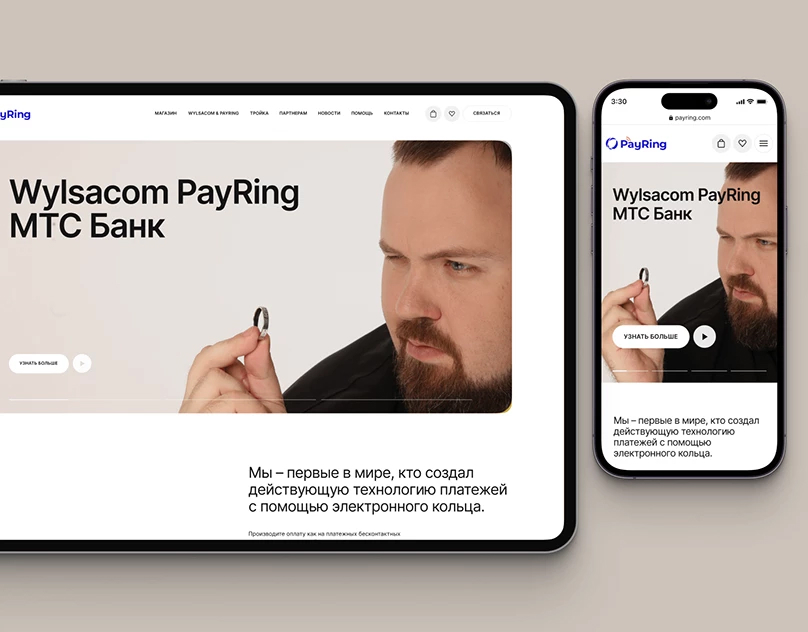 yRing
МАГАЗИН WYLSACOM & PAYRING ТРОЙКА ПАРТНЕРАМ НОВОСТИ ПОМОЩЬ КОНТАКТЫ СВЯЗАТЬСЯ
Wylsacom PayRing
МТС Банк
УЗНАТЬ БОЛЬШЕ
Мы – первые в мире, кто создал
действующую технологию платежей
с помощью электронного кольца.
Производите оплату как на платежных бесконтактных
3:30
payring.com
PayRing
Wylsacom PayRing
МТС Банк
УЗНАТЬ БОЛЬШЕ
Мы – первые в мире, кто создал
действующую технологию
платежей с помощью
электронного кольца.